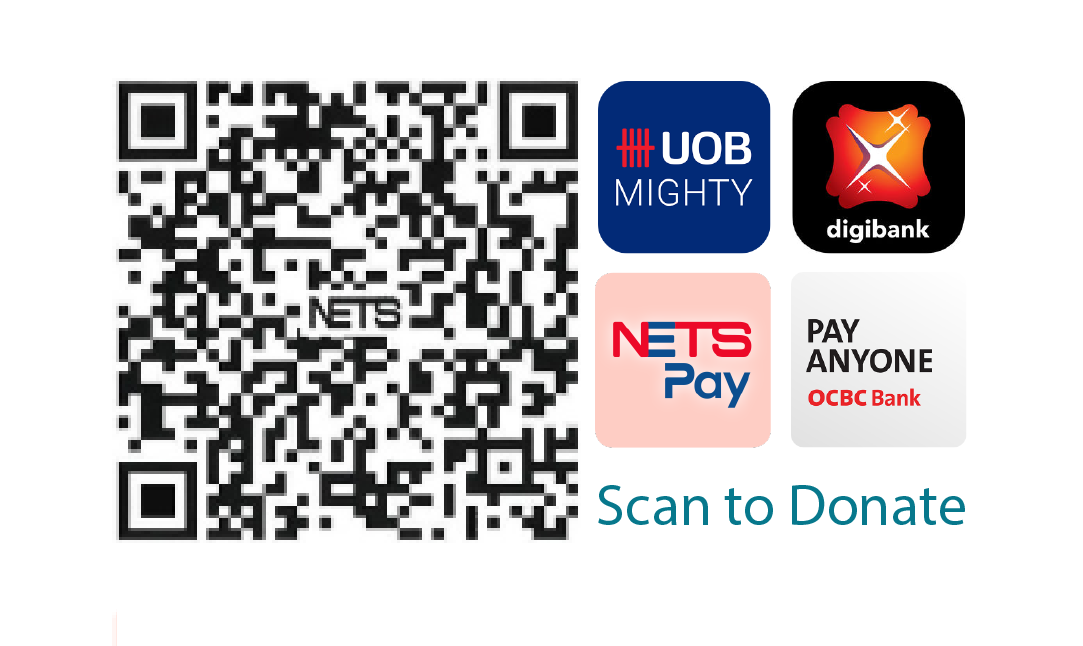 NETS
UOB
MIGHTY
digibank
NETS
Pay
PAY
ANYONE
OCBC Bank
Scan to Donate